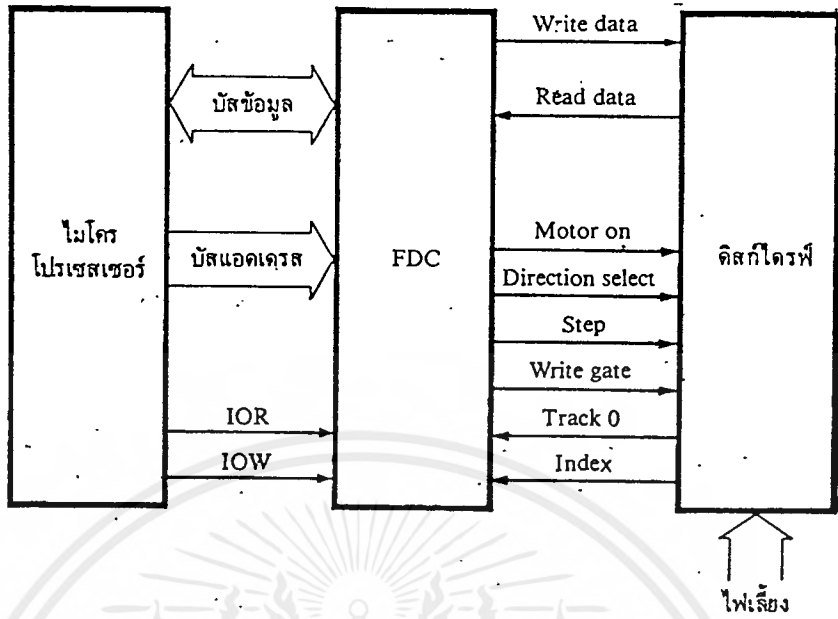 Write data
บัสข้อมูล
Read data
ไมโคร
โปรเซสเซอร์
บัสแอดเดรส
FDC
Motor on
ดิสก์ไดรฟ์
Direction select
Step
Write gate
IOR
Track 0
IOW
Index
ไฟเลี้ยง